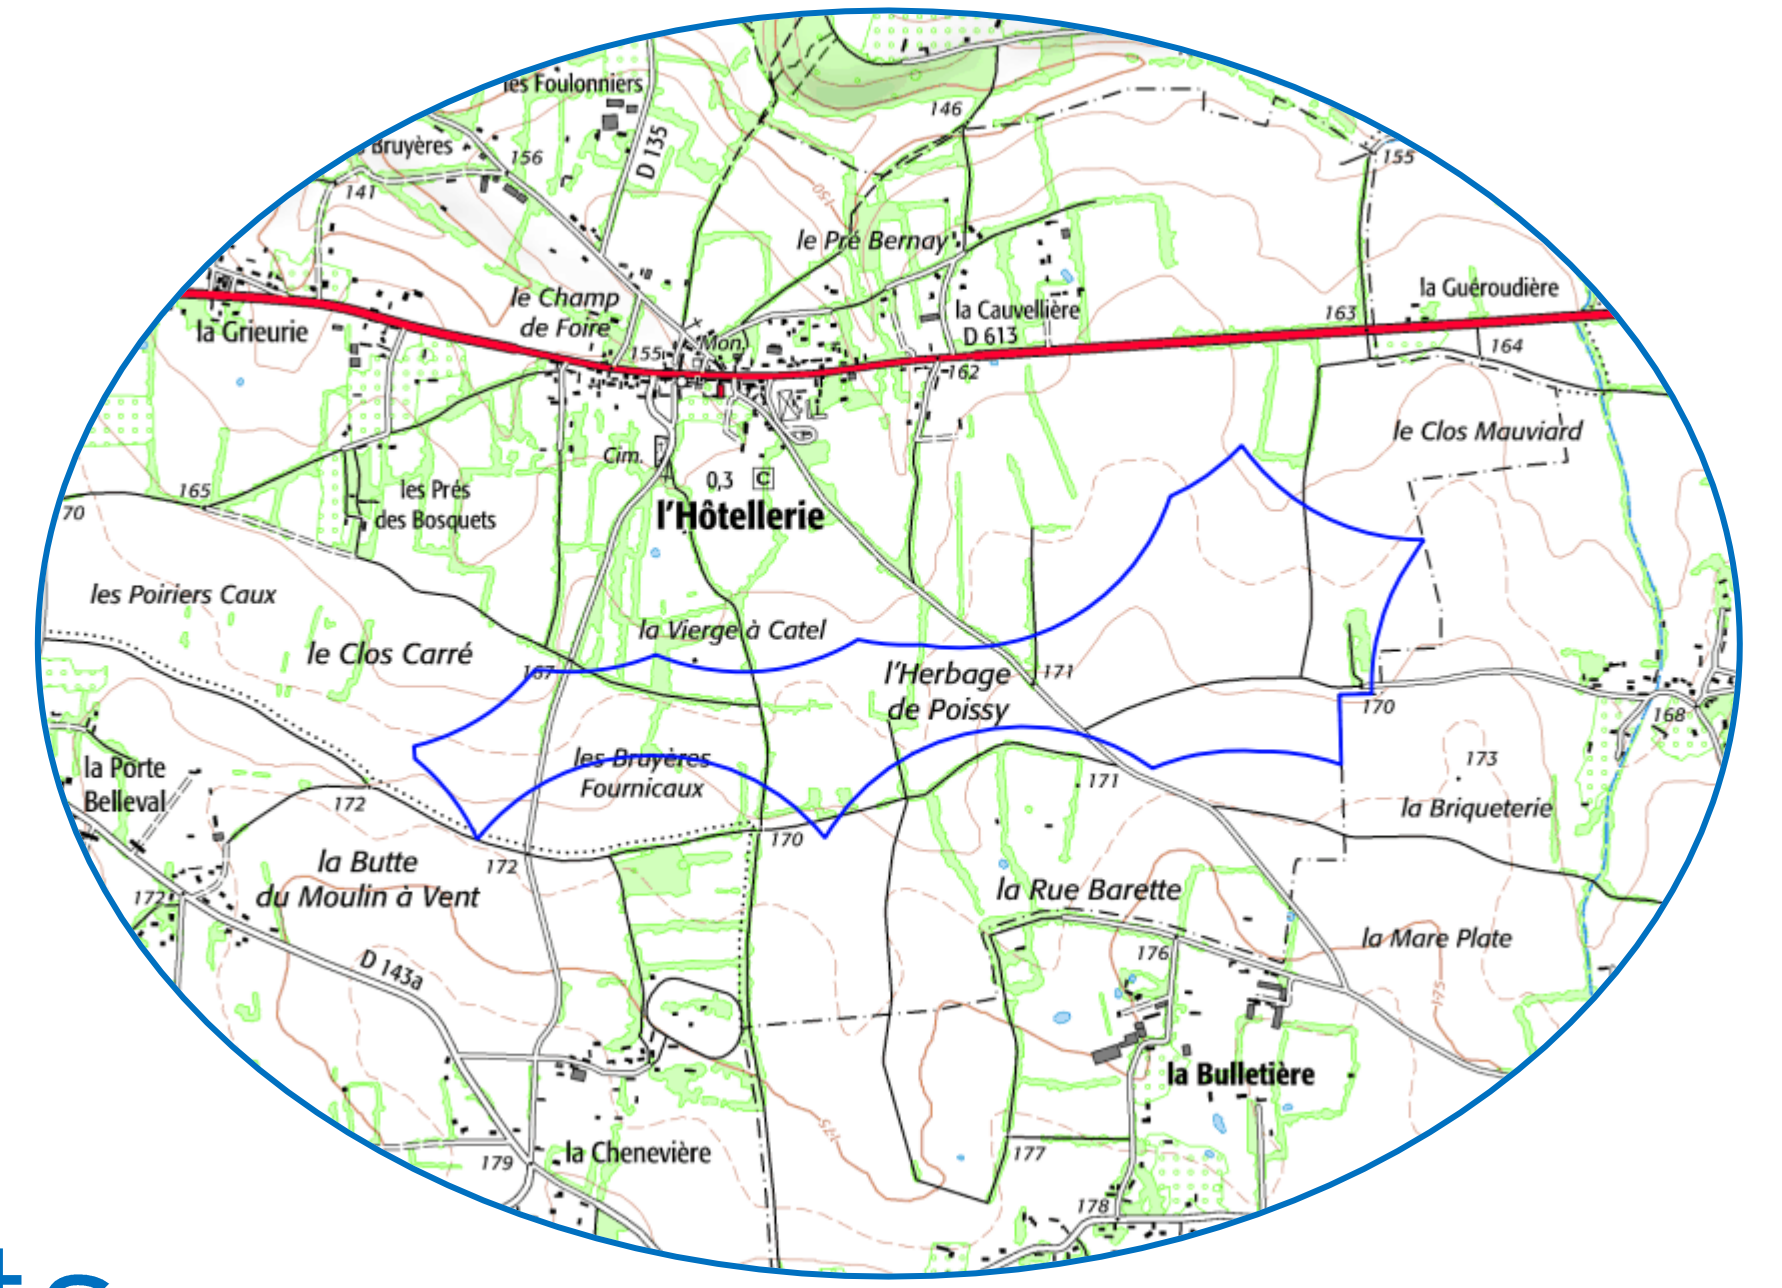 les Foulonniers
146
Bruyères
156
D 135
155
141
150
le Pré Bernay
la Guéroudière
le Champ
de Foire
la Cauvellière
D 613
163
la Grieurie
155
Mon.
162
164
le Clos Mauviard
Cim.
0,3 C
165
les Prés
des Bosquets
70
l'Hôtellerie
les Poiriers Caux
la Vierge à Catel
le Clos Carré
167
l'Herbage
de Poissy
171
170
168
les Bruyères
Fournicaux
la Porte
Belleval
172
171
173
la Briqueterie
170
172
la Butte
du Moulin à Vent
172
la Rue Barette
la Mare Plate
176
D 143a
175
la Bulletière
175
la Chenevière
179
177
178